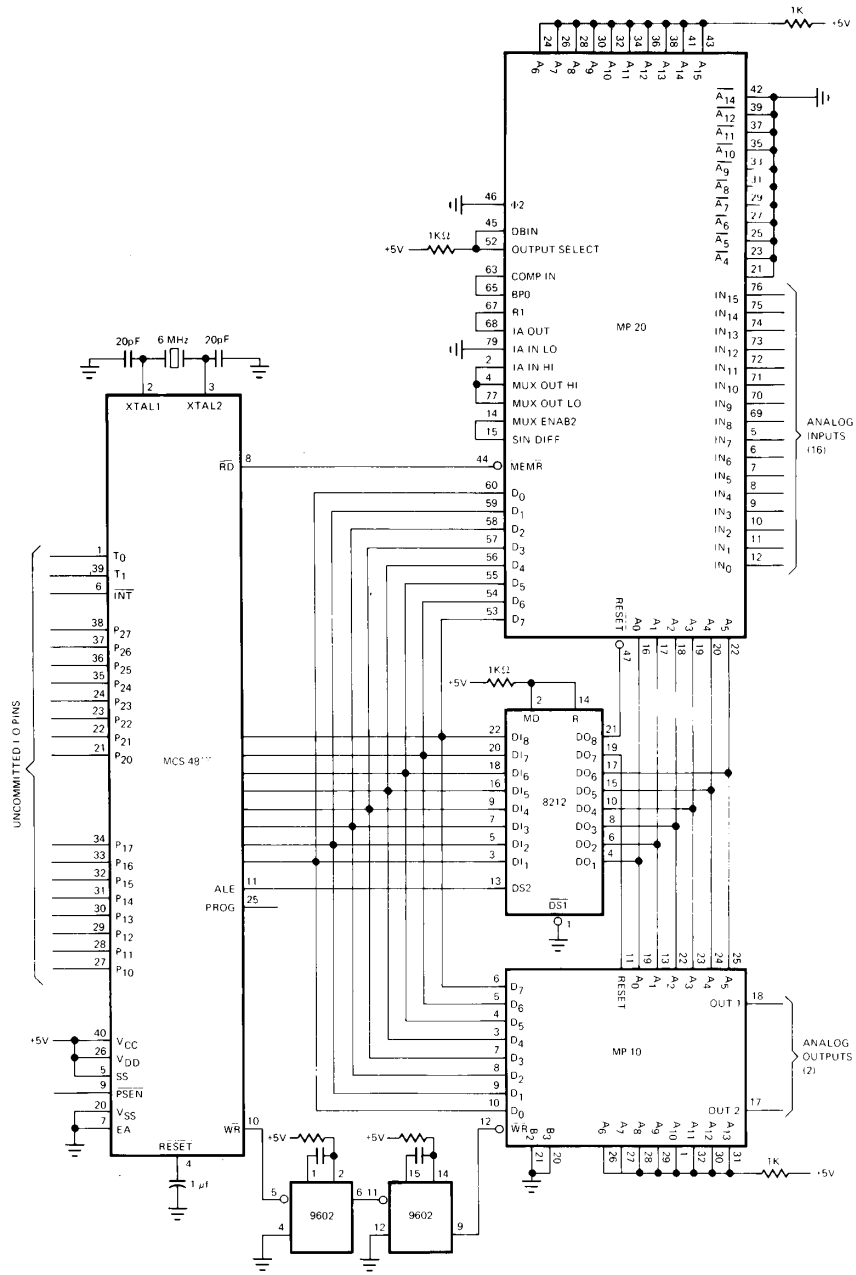 1K
+5V
24 26 28 30 32 34 36 38 41 43
A6 A7 A8 A9 A10 A11 A12 A13 A14 A15
A14 42
A12 39
A11 37
A10 35
A9 33
A8 31
A7 29
A6 27
A5 25
A4 23
21
46 Φ2
45 DBIN
+5V 1KΩ 52 OUTPUT SELECT
63 COMP IN
65 BP0
67 R1
68 IA OUT
79 IA IN LO
2 IA IN HI
4 MUX OUT HI
77 MUX OUT LO
14 MUX ENAB2
15 SIN DIFF
44 MEMR
60 D0
59 D1
58 D2
57 D3
56 D4
55 D5
54 D6
53 D7
MP 20
IN15 76
IN14 75
IN13 74
IN12 73
IN11 72
IN10 71
IN9 70
IN8 69
IN7 5
IN6 6
IN5 7
IN4 8
IN3 9
IN2 10
IN1 11
IN0 12
ANALOG
INPUTS
(16)
RESET A0 A1 A2 A3 A4 A5
47 16 17 18 19 20 22
20pF 6 MHz 20pF
2 3
XTAL1 XTAL2
RD 8
1 T0
39 T1
6 INT
38 P27
37 P26
36 P25
35 P24
24 P23
23 P22
22 P21
21 P20
UNCOMMITTED I O PINS
MCS 48
34 P17
33 P16
32 P15
31 P14
30 P13
29 P12
28 P11
27 P10
ALE 11
PROG 25
+5V
40 VCC
26 VDD
5 SS
9 PSEN
20 VSS
7 EA
WR 10
RESET
4
1 µf
+5V 1KΩ
2 14
MD R
22 DI8 DO8 21
20 DI7 DO7 19
18 DI6 DO6 17
16 DI5 DO5 15
9 DI4 DO4 10
7 DI3 DO3 8
5 DI2 DO2 6
3 DI1 DO1 4
8212
13 DS2
DS1
1
11 19 13 22 23 24 25
RESET A0 A1 A2 A3 A4 A5
6 D7
5 D6
4 D5
3 D4
7 D3
8 D2
9 D1
10 D0
12 WR
MP 10
OUT 1 18
OUT 2 17
ANALOG
OUTPUTS
(2)
B2 B3 A6 A7 A8 A9 A10 A11 A12 A13
21 20 26 27 28 29 1 32 30 31
1K
+5V
+5V
1 2
5
4
6
9602
+5V
15 14
11
12
9
9602